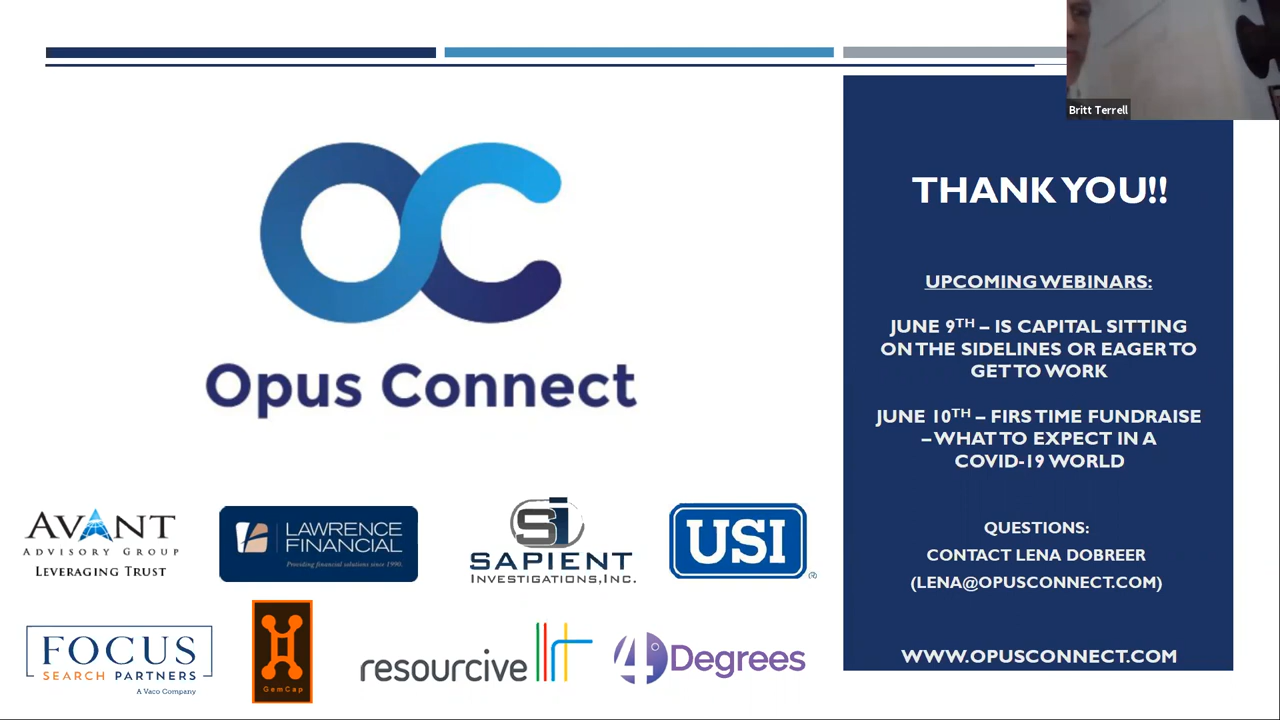 Britt Terrell
THANK YOU!!
UPCOMING WEBINARS:
JUNE 9TH – IS CAPITAL SITTING
ON THE SIDELINES OR EAGER TO
GET TO WORK
JUNE 10TH – FIRS TIME FUNDRAISE
– WHAT TO EXPECT IN A
COVID-19 WORLD
QUESTIONS:
CONTACT LENA DOBREER
(LENA@OPUSCONNECT.COM)
WWW.OPUSCONNECT.COM
OC
Opus Connect
AVANT
ADVISORY GROUP
LEVERAGING TRUST
LAWRENCE
FINANCIAL
Providing financial solutions since 1990.
SI
SAPIENT
INVESTIGATIONS, INC.
USI
®
FOCUS
SEARCH PARTNERS
A Vaco Company
GemCap
resourcive
4Degrees